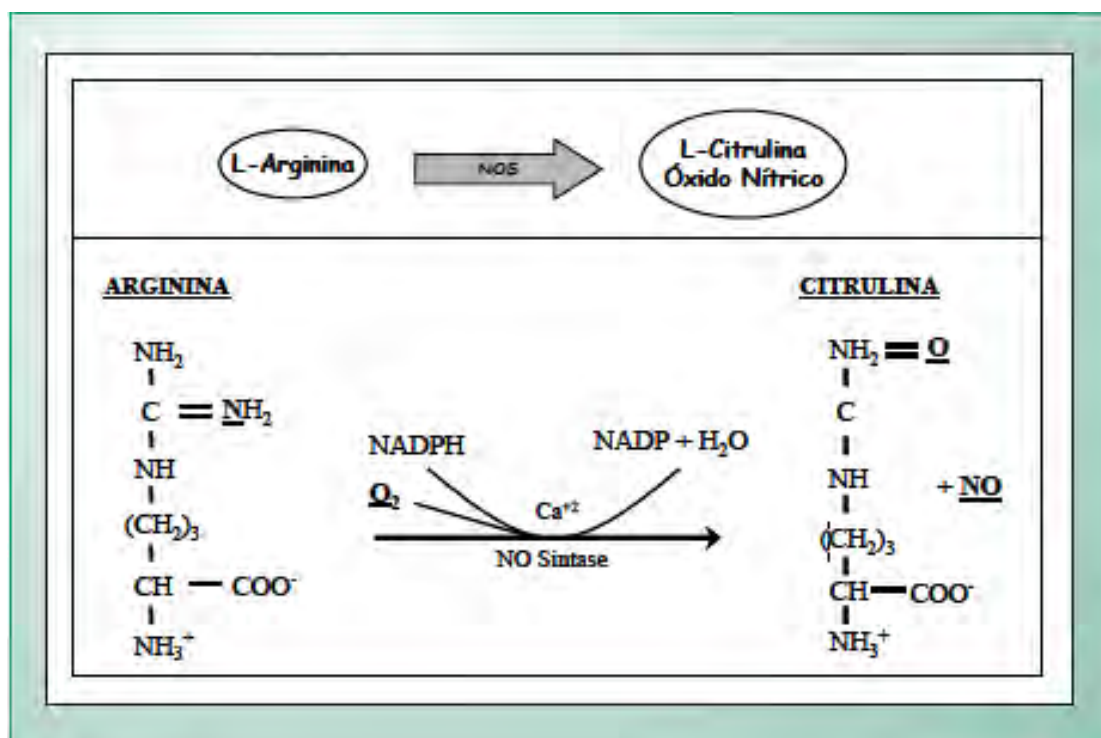 L-Arginina
NOS
L-Citrulina
Óxido Nítrico
ARGININA
NH₂
C = NH₂
NH
(CH₂)₃
CH — COO⁻
NH₃⁺
NADPH
O₂
Ca⁺²
NADP + H₂O
NO Sintase
CITRULINA
NH₂ = O
C
NH
+ NO
(CH₂)₃
CH — COO⁻
NH₃⁺